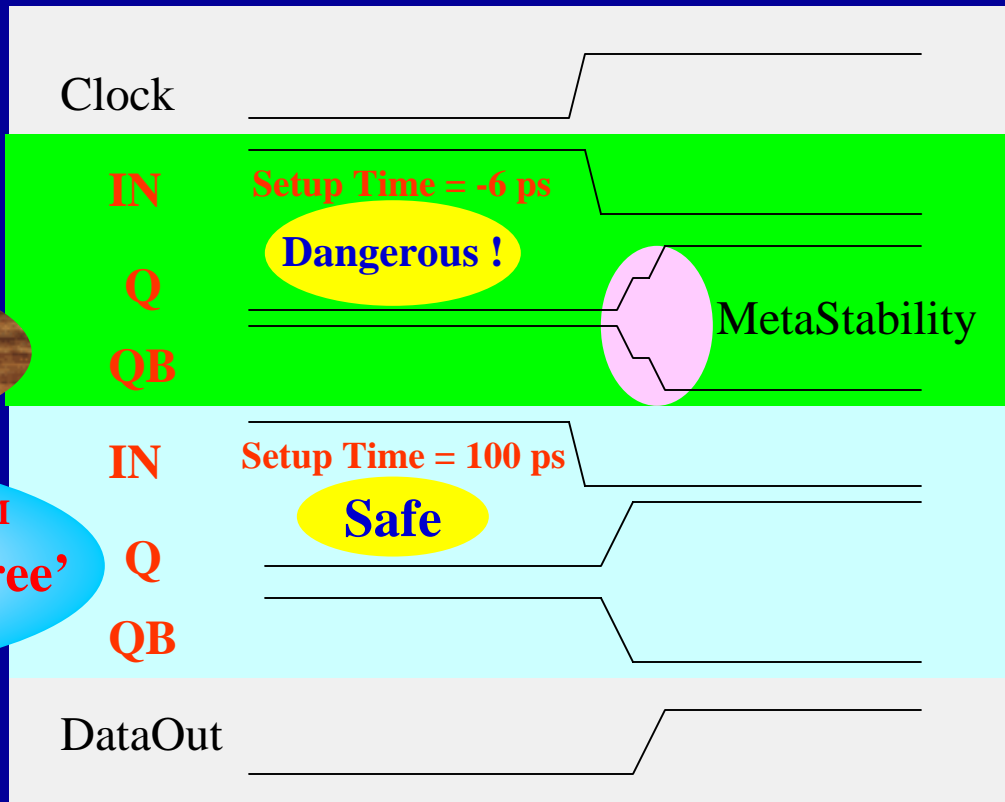 Clock
IN
Setup Time = -6 ps
Dangerous !
Q
MetaStability
QB
IN
Setup Time = 100 ps
Safe
Q
QB
DataOut